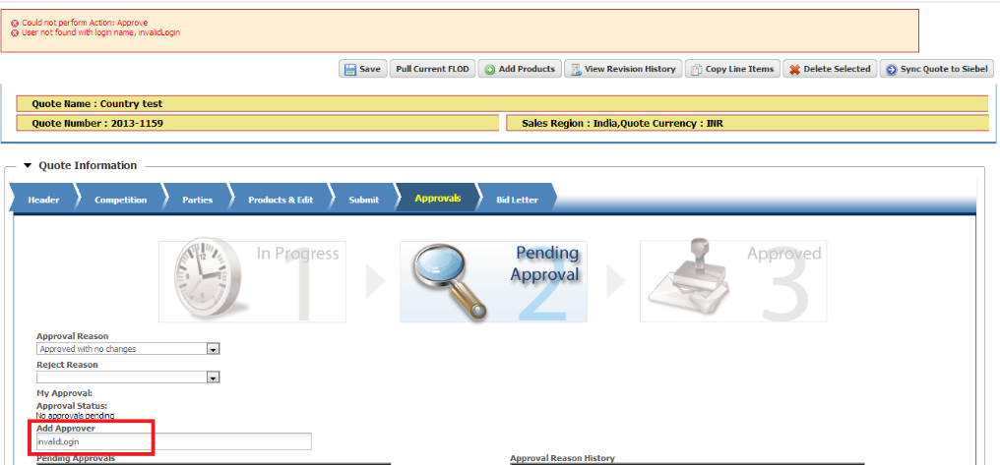 Could not perform Action: Approve
User not found with login name, invalidLogin
Save Pull Current FLOD Add Products View Revision History Copy Line Items Delete Selected Sync Quote to Siebel
Quote Name : Country test
Quote Number : 2013-1159 Sales Region : India,Quote Currency : INR
Quote Information
Header Competition Parties Products & Edit Submit Approvals Bid Letter
In Progress 1
Pending Approval 2
Approved 3
Approval Reason
Approved with no changes
Reject Reason
My Approval:
Approval Status:
No approvals pending
Add Approver
invalidLogin
Pending Approvals Approval Reason History